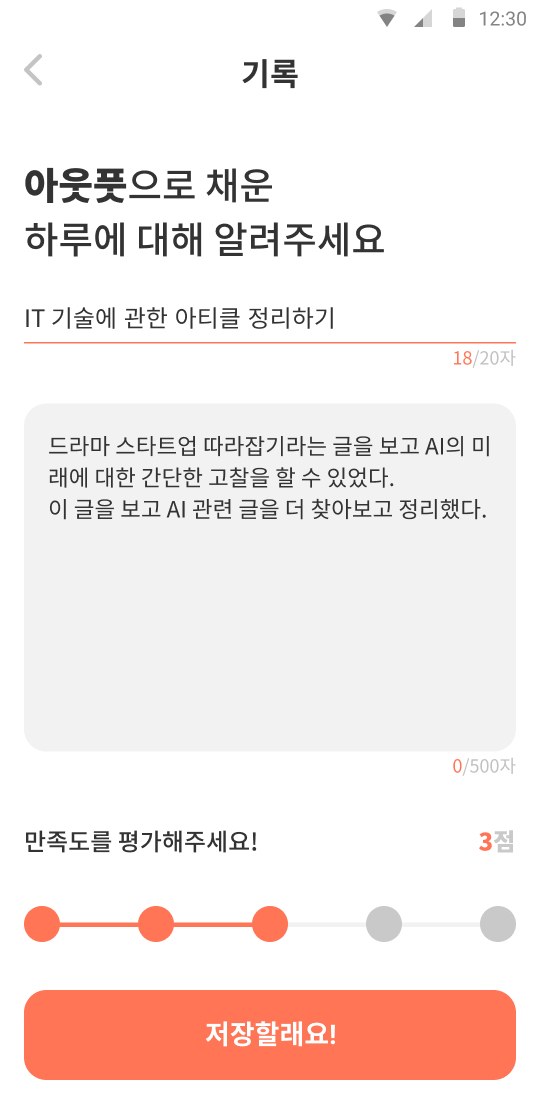 12:30
기록
아웃풋으로 채운
하루에 대해 알려주세요
IT 기술에 관한 아티클 정리하기
18/20자
드라마 스타트업 따라잡기라는 글을 보고 AI의 미
래에 대한 간단한 고찰을 할 수 있었다.
이 글을 보고 AI 관련 글을 더 찾아보고 정리했다.
0/500자
만족도를 평가해주세요! 3점
저장할래요!